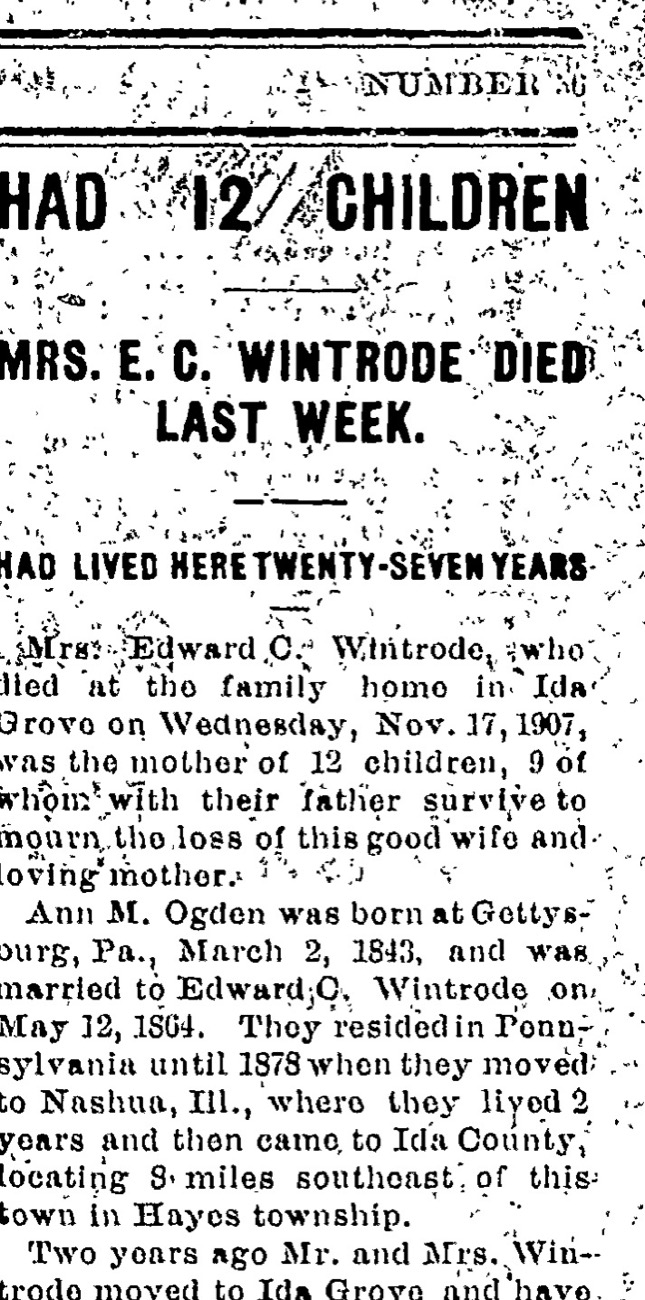 NUMBER 6
HAD 12 CHILDREN
MRS. E. C. WINTRODE DIED
LAST WEEK.
HAD LIVED HERE TWENTY-SEVEN YEARS
Mrs. Edward C. Wintrode, who
died at the family home in Ida
Grove on Wednesday, Nov. 17, 1907,
was the mother of 12 children, 9 of
whom with their father survive to
mourn the loss of this good wife and
loving mother.
Ann M. Ogden was born at Gettys-
burg, Pa., March 2, 1843, and was
married to Edward C. Wintrode on
May 12, 1864. They resided in Penn-
sylvania until 1878 when they moved
to Nashua, Ill., where they lived 2
years and then came to Ida County,
locating 8 miles southeast of this
town in Hayes township.
Two years ago Mr. and Mrs. Win-
trode moved to Ida Grove and have